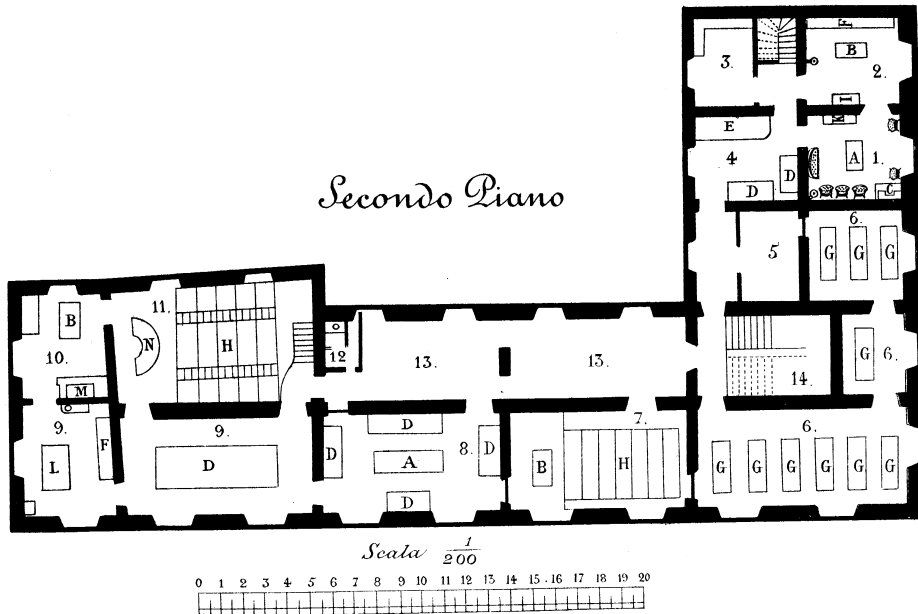 3. F B 2.
E K I
4 D A 1.
D C
Secondo Piano
6.
5 G G G
B 11. 
10. N H 12 13. 13. 14. G 6.
M
9. 9. D 7. 6.
F D 8. D
L D A B H G G G G G G
D
Scala 1/200
0 1 2 3 4 5 6 7 8 9 10 11 12 13 14 15 . 16 17 18 19 20